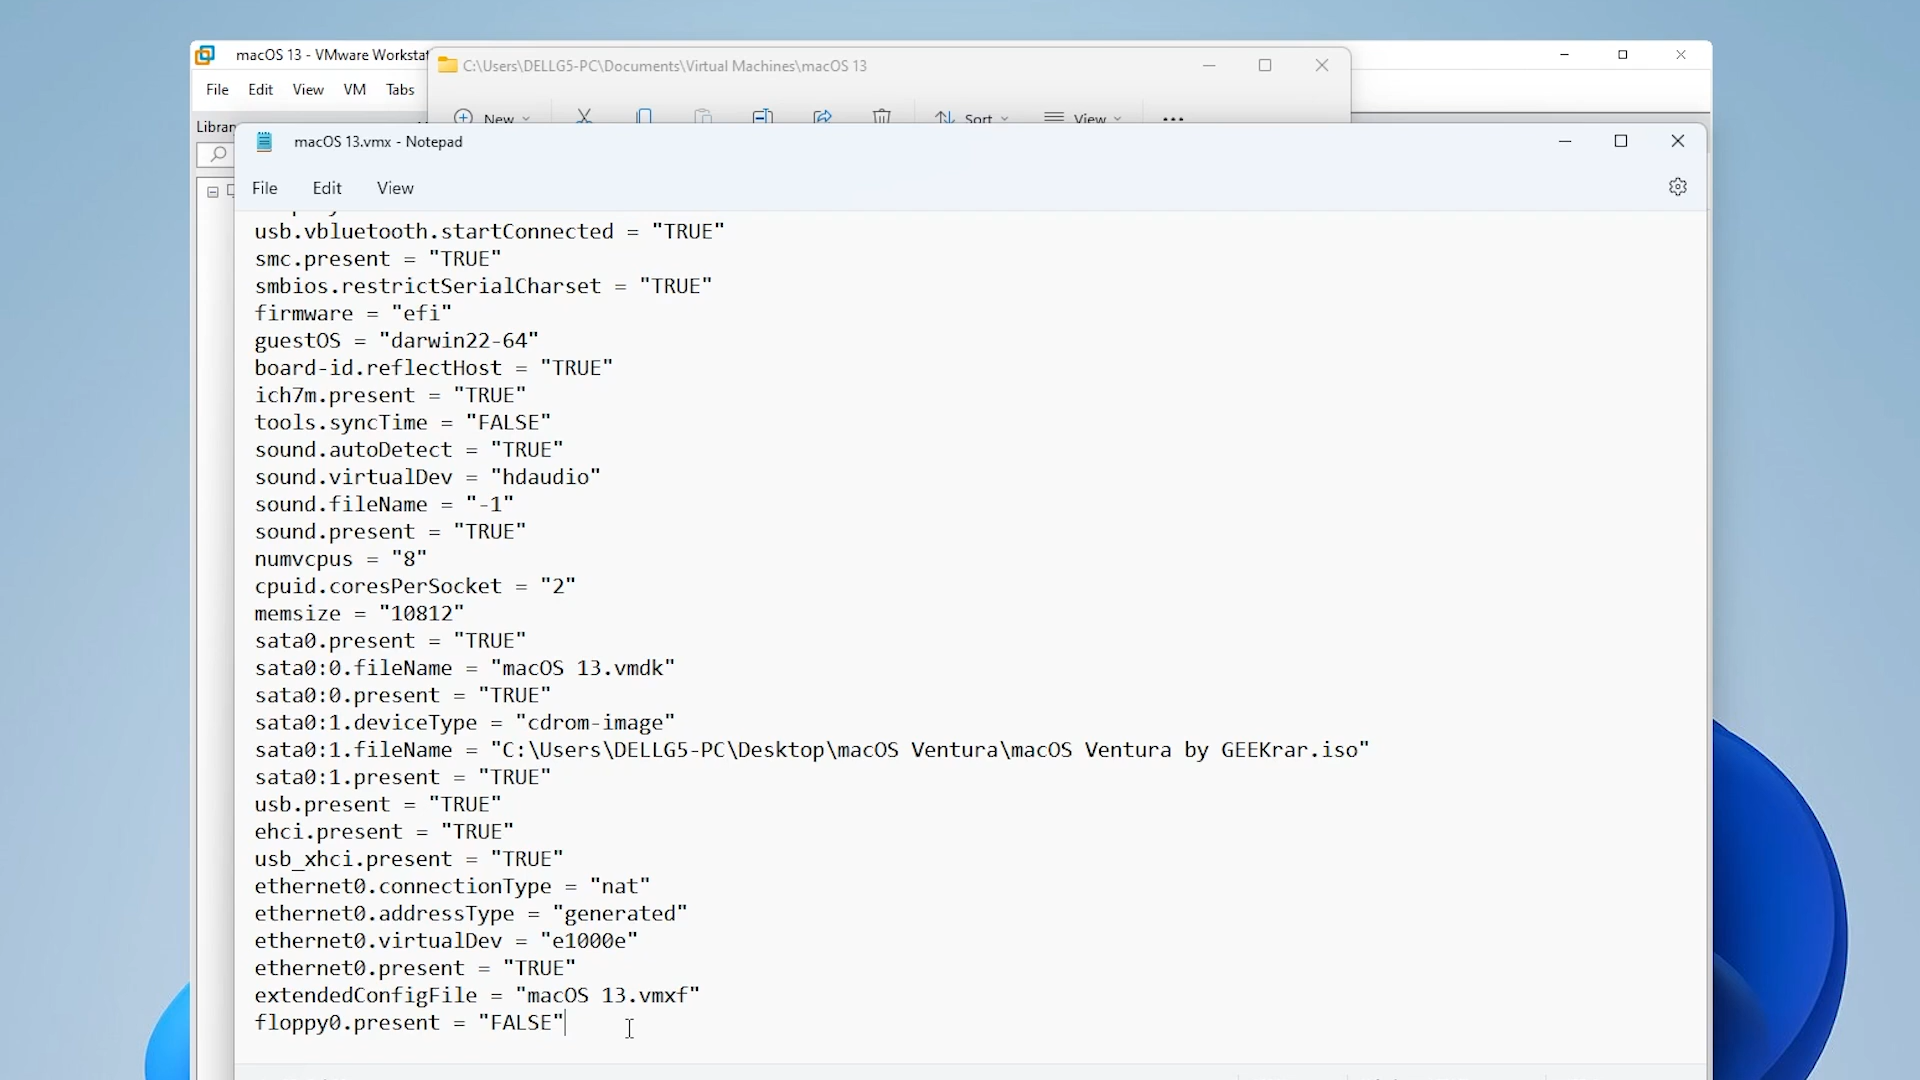 macOS 13 - VMware Workstat
C:\Users\DELLG5-PC\Documents\Virtual Machines\macOS 13
File Edit View VM Tabs
New Sort View
Librar
macOS 13.vmx - Notepad
File Edit View
usb.vbluetooth.startConnected = "TRUE"
smc.present = "TRUE"
smbios.restrictSerialCharset = "TRUE"
firmware = "efi"
guestOS = "darwin22-64"
board-id.reflectHost = "TRUE"
ich7m.present = "TRUE"
tools.syncTime = "FALSE"
sound.autoDetect = "TRUE"
sound.virtualDev = "hdaudio"
sound.fileName = "-1"
sound.present = "TRUE"
numvcpus = "8"
cpuid.coresPerSocket = "2"
memsize = "10812"
sata0.present = "TRUE"
sata0:0.fileName = "macOS 13.vmdk"
sata0:0.present = "TRUE"
sata0:1.deviceType = "cdrom-image"
sata0:1.fileName = "C:\Users\DELLG5-PC\Desktop\macOS Ventura\macOS Ventura by GEEKrar.iso"
sata0:1.present = "TRUE"
usb.present = "TRUE"
ehci.present = "TRUE"
usb_xhci.present = "TRUE"
ethernet0.connectionType = "nat"
ethernet0.addressType = "generated"
ethernet0.virtualDev = "e1000e"
ethernet0.present = "TRUE"
extendedConfigFile = "macOS 13.vmxf"
floppy0.present = "FALSE"